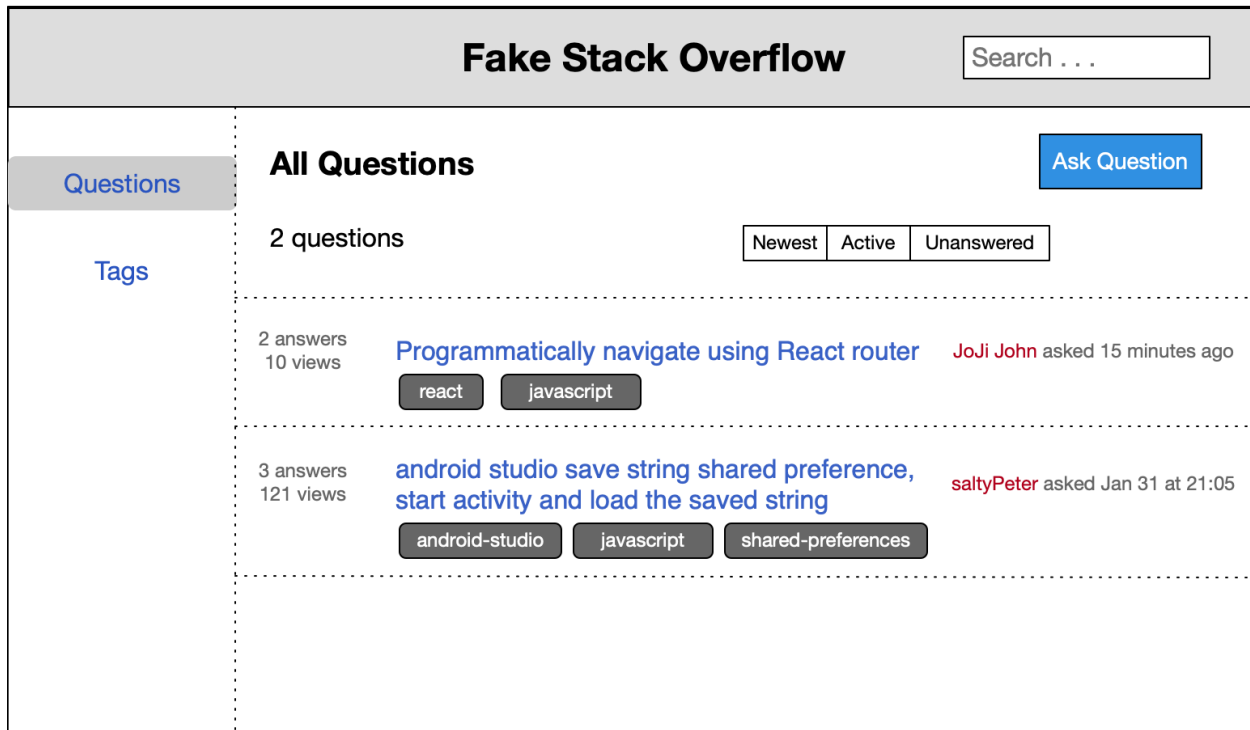 Fake Stack Overflow
Search . . .
Questions
Tags
All Questions
Ask Question
2 questions
Newest
Active
Unanswered
2 answers
10 views
Programmatically navigate using React router
JoJi John asked 15 minutes ago
react
javascript
3 answers
121 views
android studio save string shared preference,
start activity and load the saved string
saltyPeter asked Jan 31 at 21:05
android-studio
javascript
shared-preferences